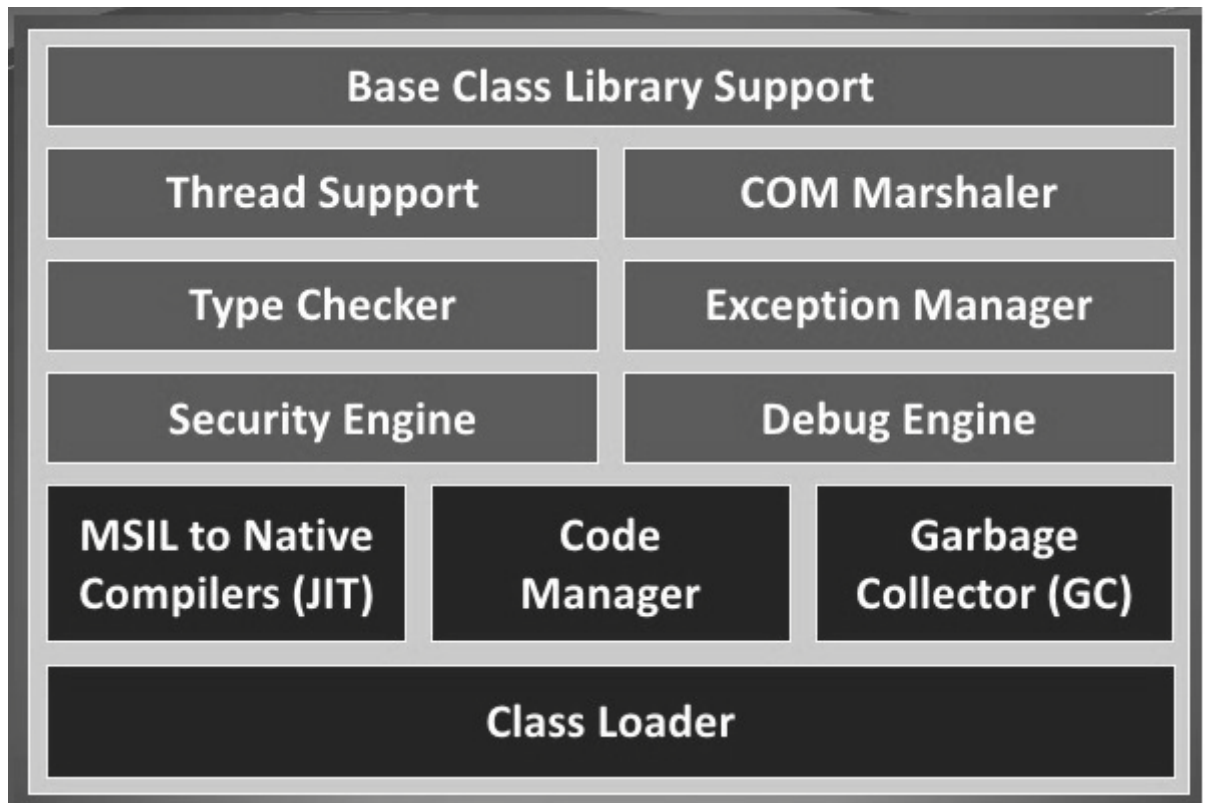 Base Class Library Support
Thread Support
COM Marshaler
Type Checker
Exception Manager
Security Engine
Debug Engine
MSIL to Native
Compilers (JIT)
Code
Manager
Garbage
Collector (GC)
Class Loader